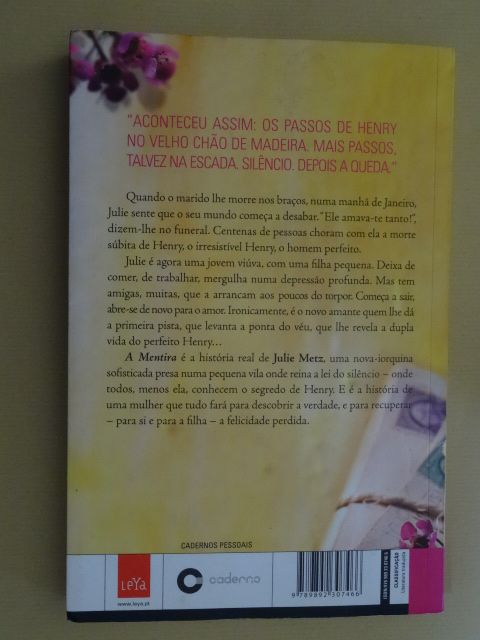 "ACONTECEU ASSIM: OS PASSOS DE HENRY
NO VELHO CHÃO DE MADEIRA. MAIS PASSOS,
TALVEZ NA ESCADA. SILÊNCIO. DEPOIS A QUEDA."
Quando o marido lhe morre nos braços, numa manhã de Janeiro,
Julie sente que o seu mundo começa a desabar. "Ele amava-te tanto!",
dizem-lhe no funeral. Centenas de pessoas choram com ela a morte
súbita de Henry, o irresistível Henry, o homem perfeito.
Julie é agora uma jovem viúva, com uma filha pequena. Deixa de
comer, de trabalhar, mergulha numa depressão profunda. Mas tem
amigas, muitas, que a arrancam aos poucos do torpor. Começa a sair,
abre-se de novo para o amor. Ironicamente, é o novo amante quem lhe dá
a primeira pista, que levanta a ponta do véu, que lhe revela a dupla
vida do perfeito Henry...
A Mentira é a história real de Julie Metz, uma nova-iorquina
sofisticada presa numa pequena vila onde reina a lei do silêncio – onde
todos, menos ela, conhecem o segredo de Henry. E é a história de
uma mulher que tudo fará para descobrir a verdade, e para recuperar
– para si e para a filha – a felicidade perdida.
CADERNOS PESSOAIS
LEYA
www.leya.pt
caderno
9 789892 307466
CLASSIFICAÇÃO
Literatura traduzida